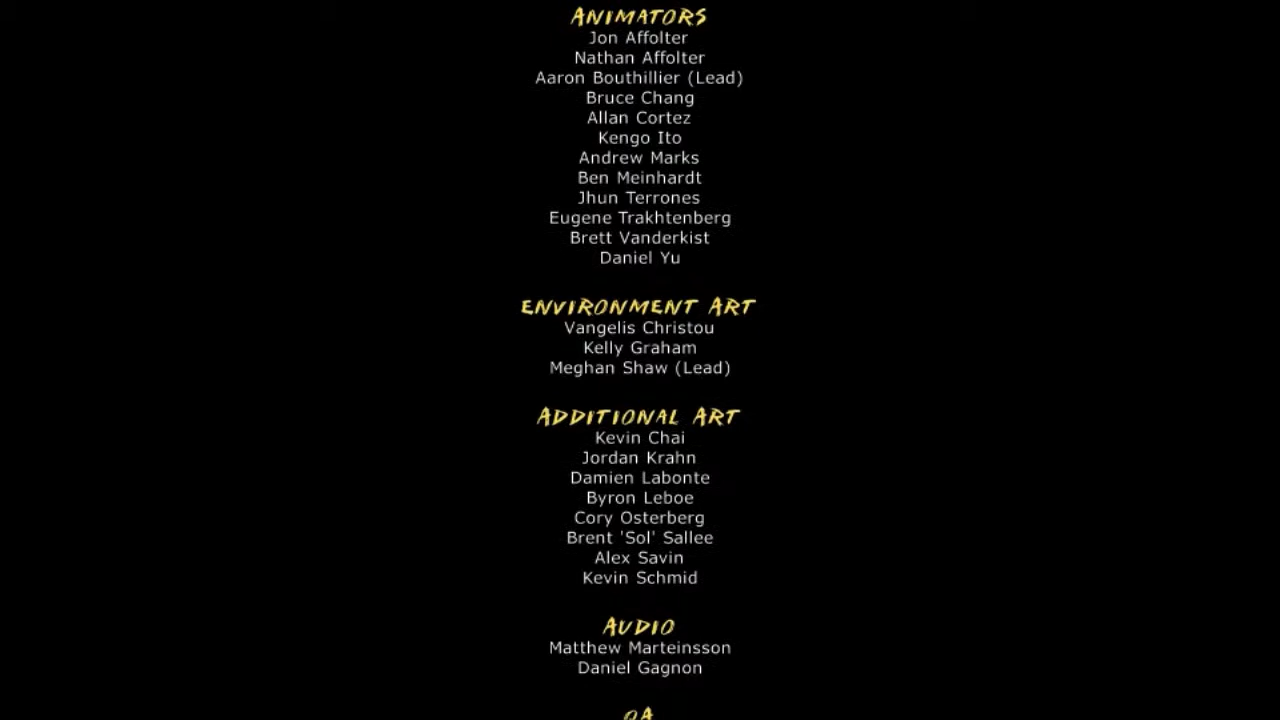 ANIMATORS
Jon Affolter
Nathan Affolter
Aaron Bouthillier (Lead)
Bruce Chang
Allan Cortez
Kengo Ito
Andrew Marks
Ben Meinhardt
Jhun Terrones
Eugene Trakhtenberg
Brett Vanderkist
Daniel Yu
ENVIRONMENT ART
Vangelis Christou
Kelly Graham
Meghan Shaw (Lead)
ADDITIONAL ART
Kevin Chai
Jordan Krahn
Damien Labonte
Byron Leboe
Cory Osterberg
Brent 'Sol' Sallee
Alex Savin
Kevin Schmid
AUDIO
Matthew Marteinsson
Daniel Gagnon
QA